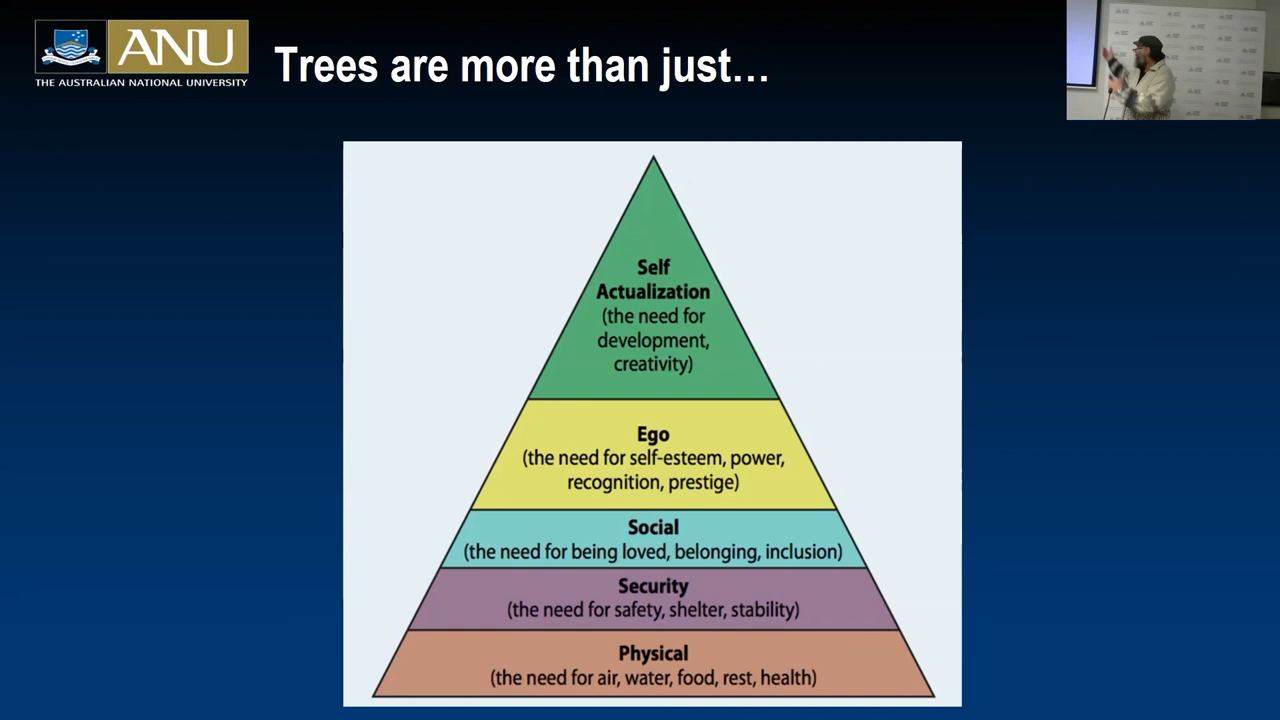 ANU
THE AUSTRALIAN NATIONAL UNIVERSITY
Trees are more than just...
Self
Actualization
(the need for
development,
creativity)
Ego
(the need for self-esteem, power,
recognition, prestige)
Social
(the need for being loved, belonging, inclusion)
Security
(the need for safety, shelter, stability)
Physical
(the need for air, water, food, rest, health)